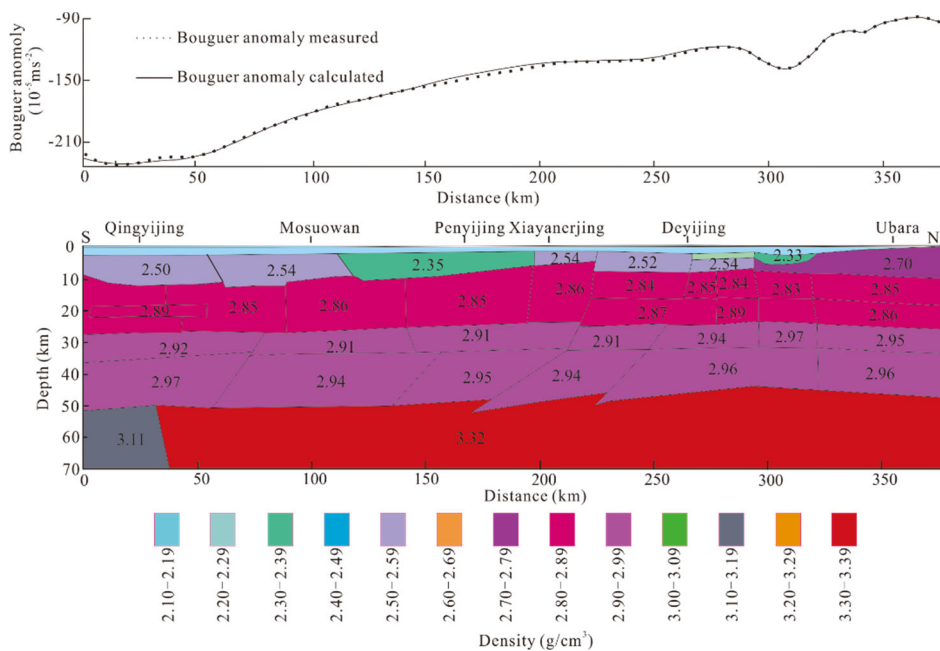 -90
-150
-210
Bouguer anomoly
(10⁻⁵ms⁻²)
Bouguer anomaly measured
Bouguer anomaly calculated
0 50 100 150 200 250 300 350
Distance (km)
Qingyijing Mosuowan Penyijing Xiayanerjing Deyijing Ubara
S N
0
10
20
30
40
50
60
70
Depth(km)
2.50 2.54 2.35 2.54 2.52 2.54 2.33 2.70
2.89 2.85 2.86 2.85 2.86 2.84 2.85 2.84 2.83 2.85
2.87 2.89 2.86
2.92 2.91 2.91 2.91 2.94 2.97 2.95
2.97 2.94 2.95 2.94 2.96 2.96
3.11 3.32
0 50 100 150 200 250 300 350
Distance (km)
2.10-2.19
2.20-2.29
2.30-2.39
2.40-2.49
2.50-2.59
2.60-2.69
2.70-2.79
2.80-2.89
2.90-2.99
3.00-3.09
3.10-3.19
3.20-3.29
3.30-3.39
Density (g/cm³)